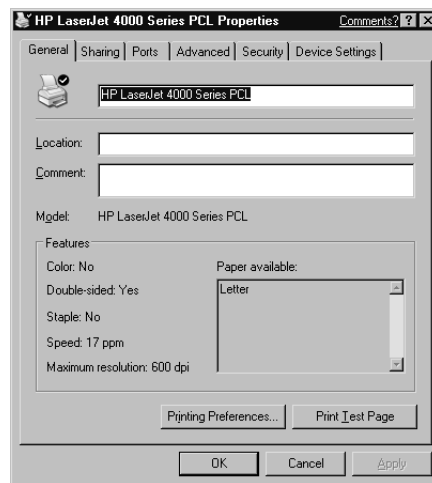 HP LaserJet 4000 Series PCL Properties Comments? ? X
General Sharing Ports Advanced Security Device Settings
HP LaserJet 4000 Series PCL
Location:
Comment:
Model: HP LaserJet 4000 Series PCL
Features
Color: No
Paper available:
Double-sided: Yes
Letter
Staple: No
Speed: 17 ppm
Maximum resolution: 600 dpi
Printing Preferences... Print Test Page
OK Cancel Apply